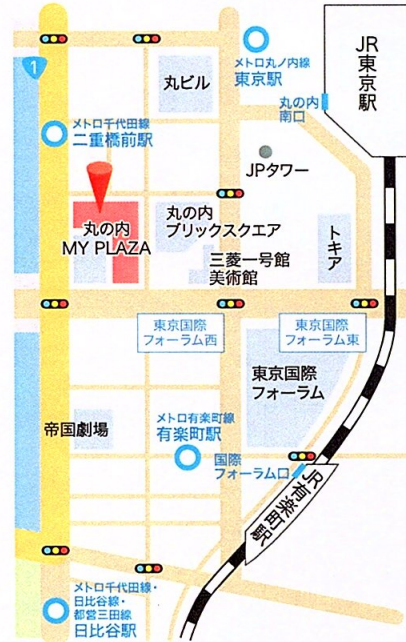 1
メトロ丸ノ内線
東京駅
JR
東
京
駅
丸ビル
丸の内
南口
メトロ千代田線
二重橋前駅
JPタワー
丸の内
MY PLAZA
丸の内
ブリックスクエア
三菱一号館
美術館
トキア
東京国際
フォーラム西
東京国際
フォーラム東
東京国際
フォーラム
帝国劇場
メトロ有楽町線
有楽町駅
国際
フォーラム口
JR有楽町駅
メトロ千代田線・
日比谷線・
都営三田線
日比谷駅